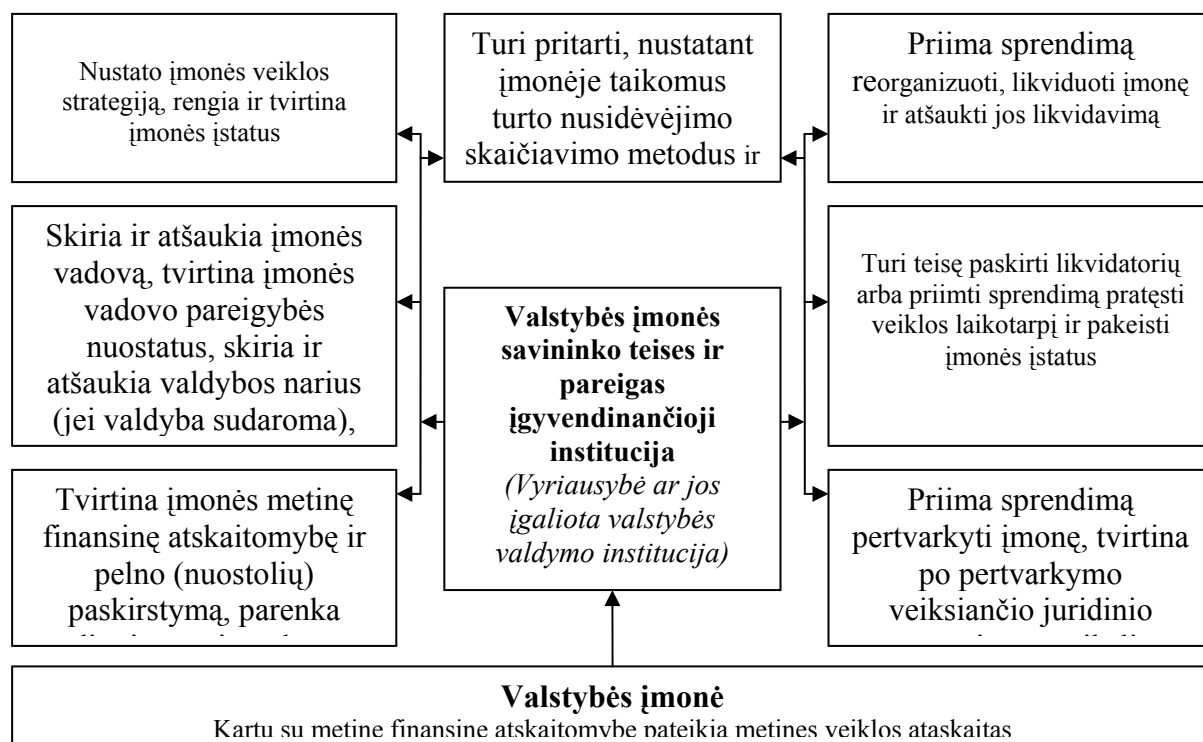 Nustato įmonės veiklos
strategiją, rengia ir tvirtina
įmonės įstatus
Turi pritarti, nustatant
įmonėje taikomus
turto nusidėvėjimo
skaičiavimo metodus ir
Priima sprendimą
reorganizuoti, likviduoti įmonę
ir atšaukti jos likvidavimą
Skiria ir atšaukia įmonės
vadovą, tvirtina įmonės
vadovo pareigybės
nuostatus, skiria ir
atšaukia valdybos narius
(jei valdyba sudaroma),
Valstybės įmonės
savininko teises ir
pareigas
įgyvendinančioji
institucija
(Vyriausybė ar jos
įgaliota valstybės
valdymo institucija)
Turi teisę paskirti likvidatorių
arba priimti sprendimą pratęsti
veiklos laikotarpį ir pakeisti
įmonės įstatus
Tvirtina įmonės metinę
finansinę atskaitomybę ir
pelno (nuostolių)
paskirstymą, parenka
Priima sprendimą
pertvarkyti įmonę, tvirtina
po pertvarkymo
veiksiančio juridinio
Valstybės įmonė
Kartu su metine finansine atskaitomybe pateikia metines veiklos ataskaitas